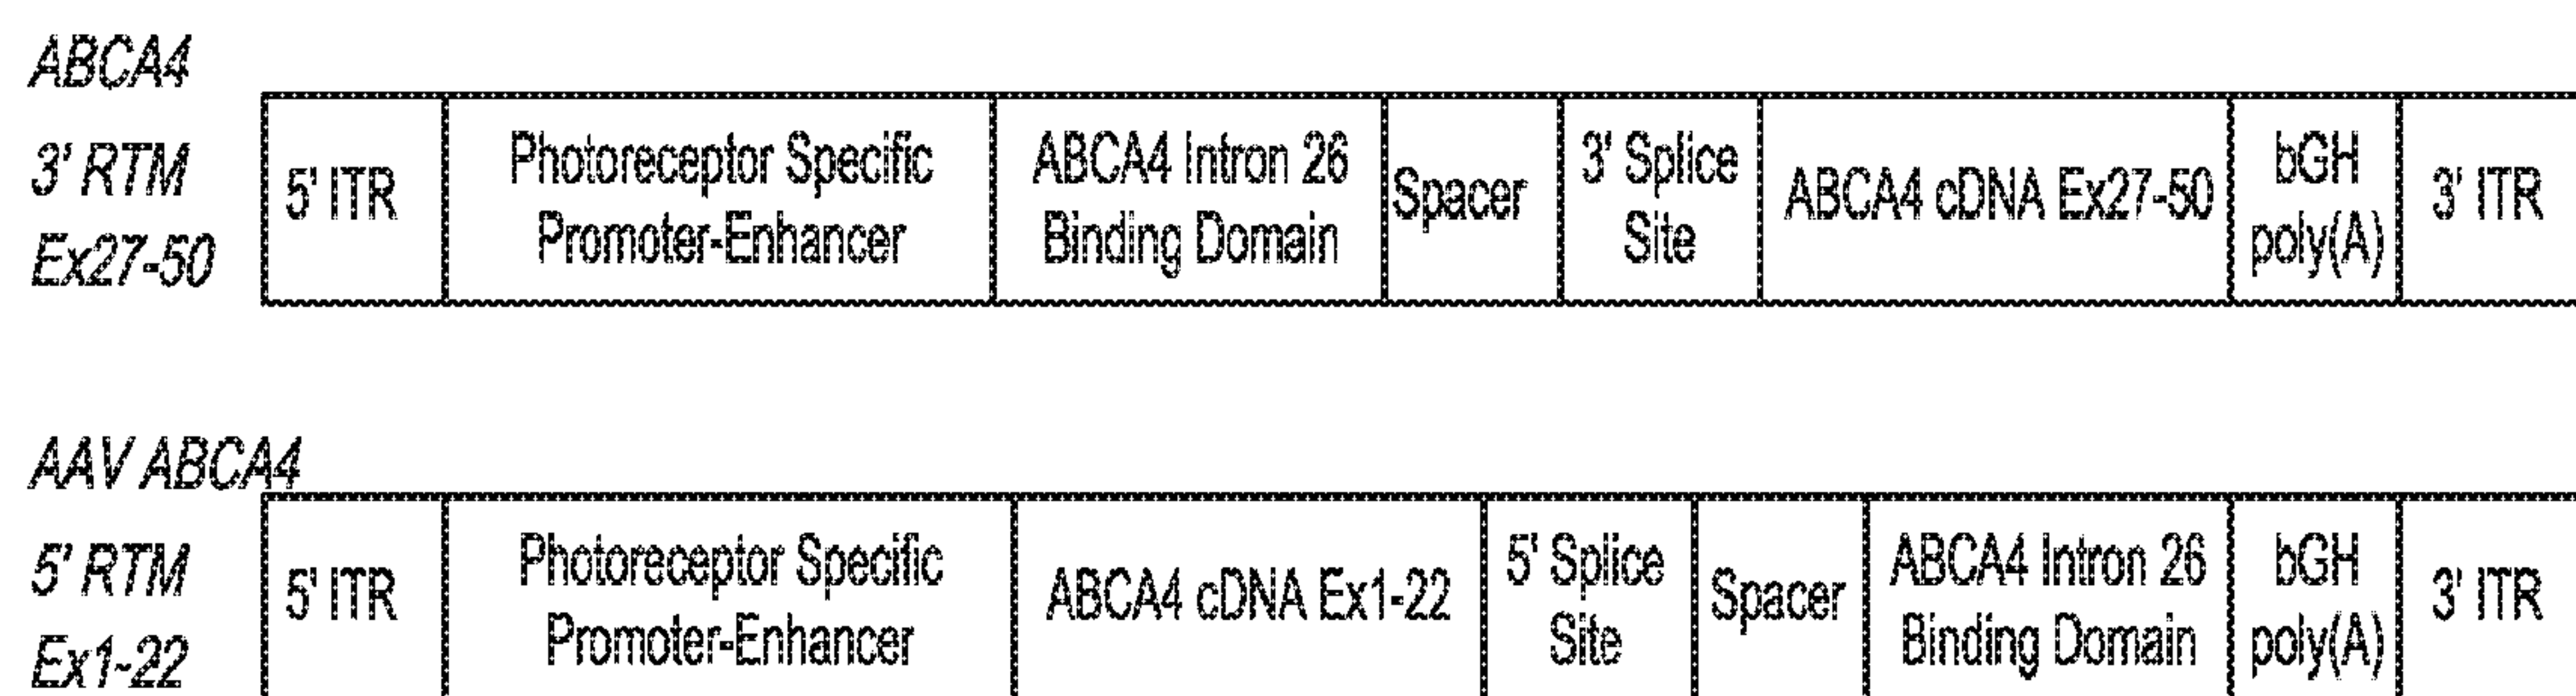 ABCA4
3' RTM
Ex27-50
5' ITR
Photoreceptor Specific
Promoter-Enhancer
ABCA4 Intron 26
Binding Domain
Spacer
3' Splice
Site
ABCA4 cDNA Ex27-50
bGH
poly(A)
3' ITR
AAV ABCA4
5' RTM
Ex1-22
5' ITR
Photoreceptor Specific
Promoter-Enhancer
ABCA4 cDNA Ex1-22
5' Splice
Site
Spacer
ABCA4 Intron 26
Binding Domain
bGH
poly(A)
3' ITR